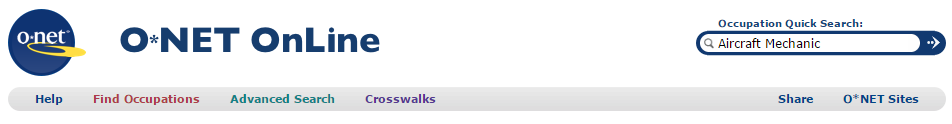 o·net
O*NET OnLine
Occupation Quick Search:
Aircraft Mechanic
Help Find Occupations Advanced Search Crosswalks Share O*NET Sites